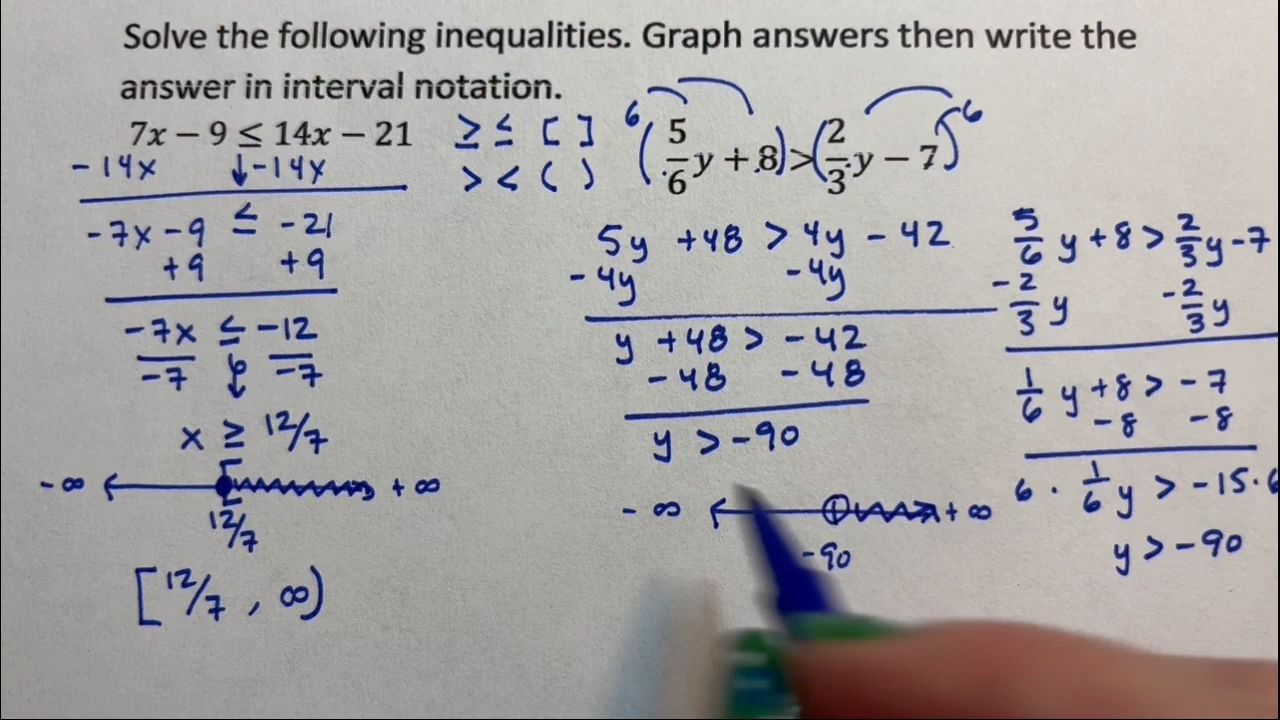 Solve the following inequalities. Graph answers then write the
answer in interval notation.
7x − 9 ≤ 14x − 21
- 14x ↓ -14x
-7x - 9 ≤ -21
+9 +9
-7x ≤ -12
-7 -7
x ≥ 12/7
-∞ [ +∞
12/7
[12/7, ∞)
≥ ≤ [ ]
> < ( )
6(5/6 y + 8) > (2/3 y − 7)6
5y +48 > 4y - 42
-4y -4y
y +48 > -42
-48 -48
y > -90
-∞ ( +∞
-90
5/6 y + 8 > 2/3 y - 7
-2/3 y -2/3 y
1/6 y + 8 > -7
-8 -8
6 · 1/6 y > -15 · 6
y > -90